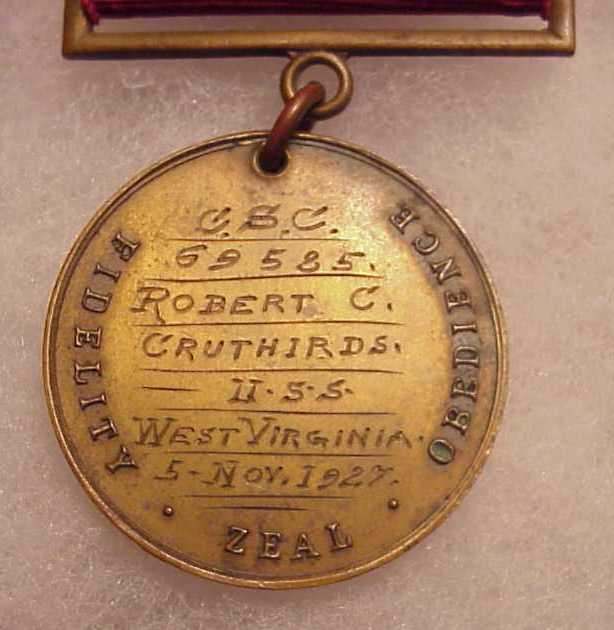 C.S.C.
69585.
ROBERT C.
CRUTHIRDS.
U.S.S.
WEST VIRGINIA.
5-NOV.1927.
FIDELITY
ZEAL
OBEDIENCE